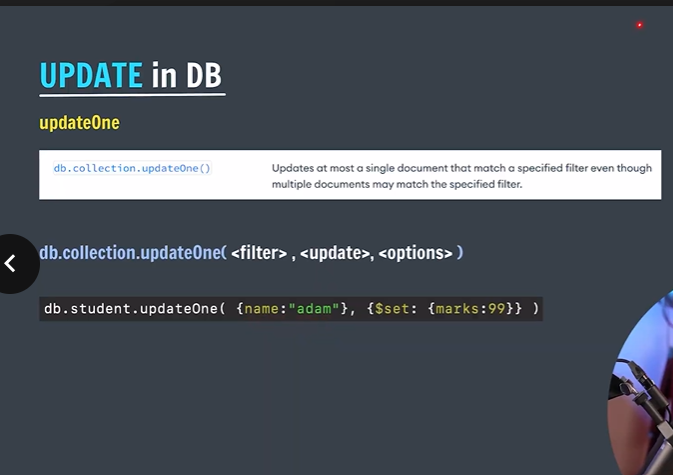 UPDATE in DB
updateOne
db.collection.updateOne()
Updates at most a single document that match a specified filter even though
multiple documents may match the specified filter.
db.collection.updateOne( <filter> , <update>, <options> )
db.student.updateOne( {name:"adam"}, {$set: {marks:99}} )